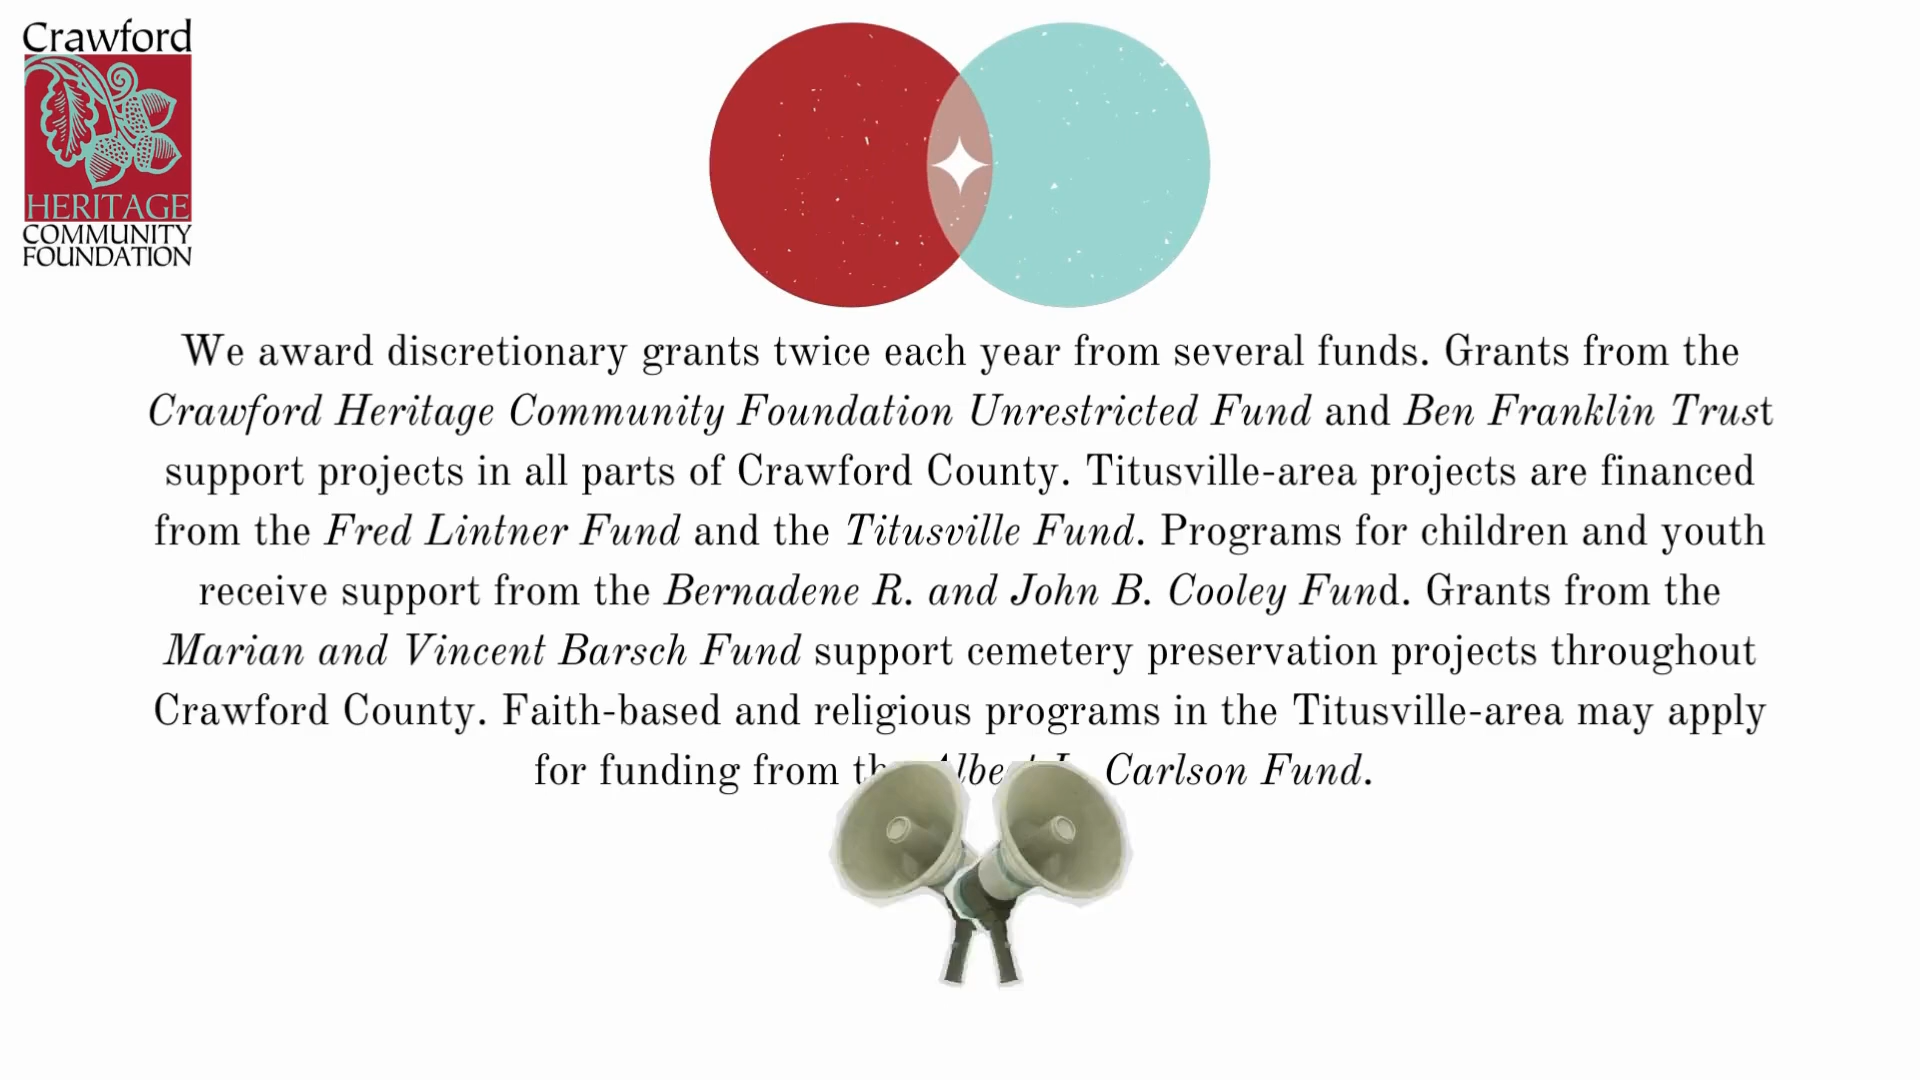 Crawford
HERITAGE
COMMUNITY
FOUNDATION
We award discretionary grants twice each year from several funds. Grants from the
Crawford Heritage Community Foundation Unrestricted Fund and Ben Franklin Trust
support projects in all parts of Crawford County. Titusville-area projects are financed
from the Fred Lintner Fund and the Titusville Fund. Programs for children and youth
receive support from the Bernadene R. and John B. Cooley Fund. Grants from the
Marian and Vincent Barsch Fund support cemetery preservation projects throughout
Crawford County. Faith-based and religious programs in the Titusville-area may apply
for funding from the Carlson Fund.